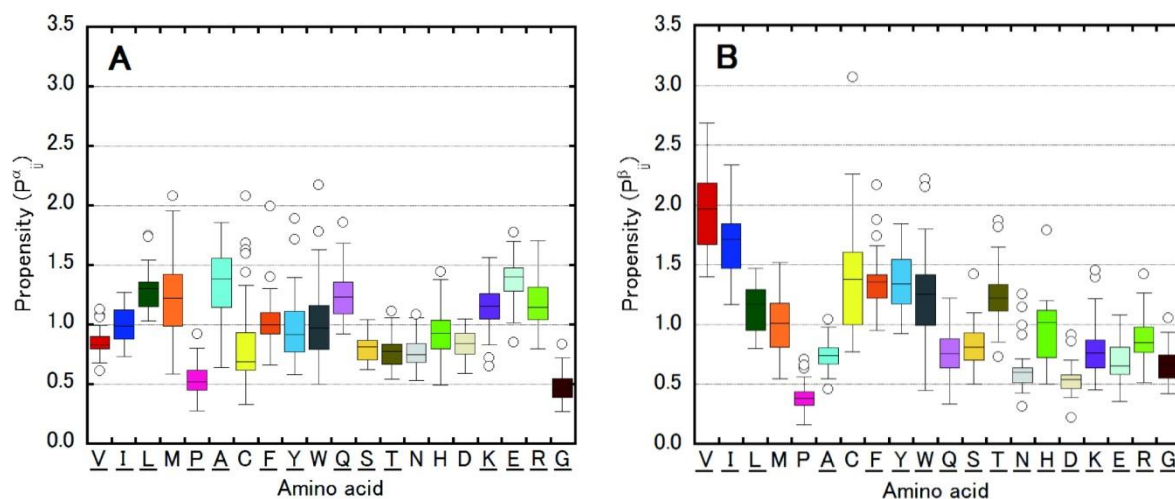 A
Propensity (P^α_ij)
3.5
3.0
2.5
2.0
1.5
1.0
0.5
0.0
V I L M P A C F Y W Q S T N H D K E R G
Amino acid
B
Propensity (P^β_ij)
3.5
3.0
2.5
2.0
1.5
1.0
0.5
0.0
V I L M P A C F Y W Q S T N H D K E R G
Amino acid